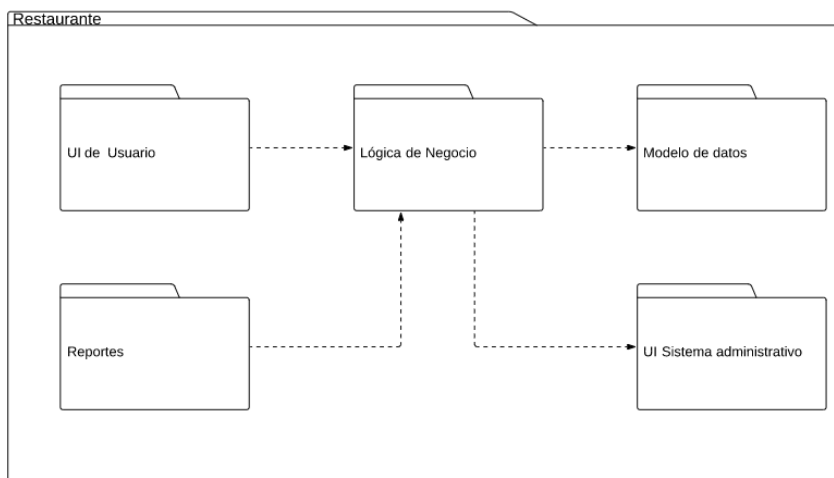 Restaurante
UI de Usuario
Lógica de Negocio
Modelo de datos
Reportes
UI Sistema administrativo